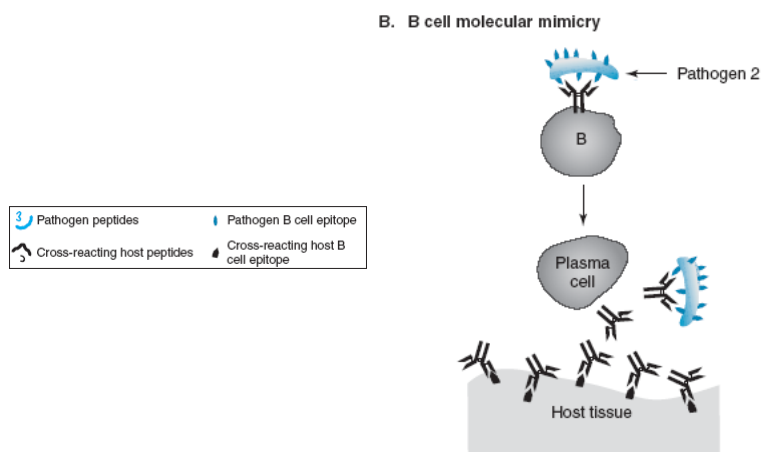 B. B cell molecular mimicry
Pathogen 2
B
Pathogen peptides
Pathogen B cell epitope
Cross-reacting host peptides
Cross-reacting host B
cell epitope
Plasma
cell
Host tissue